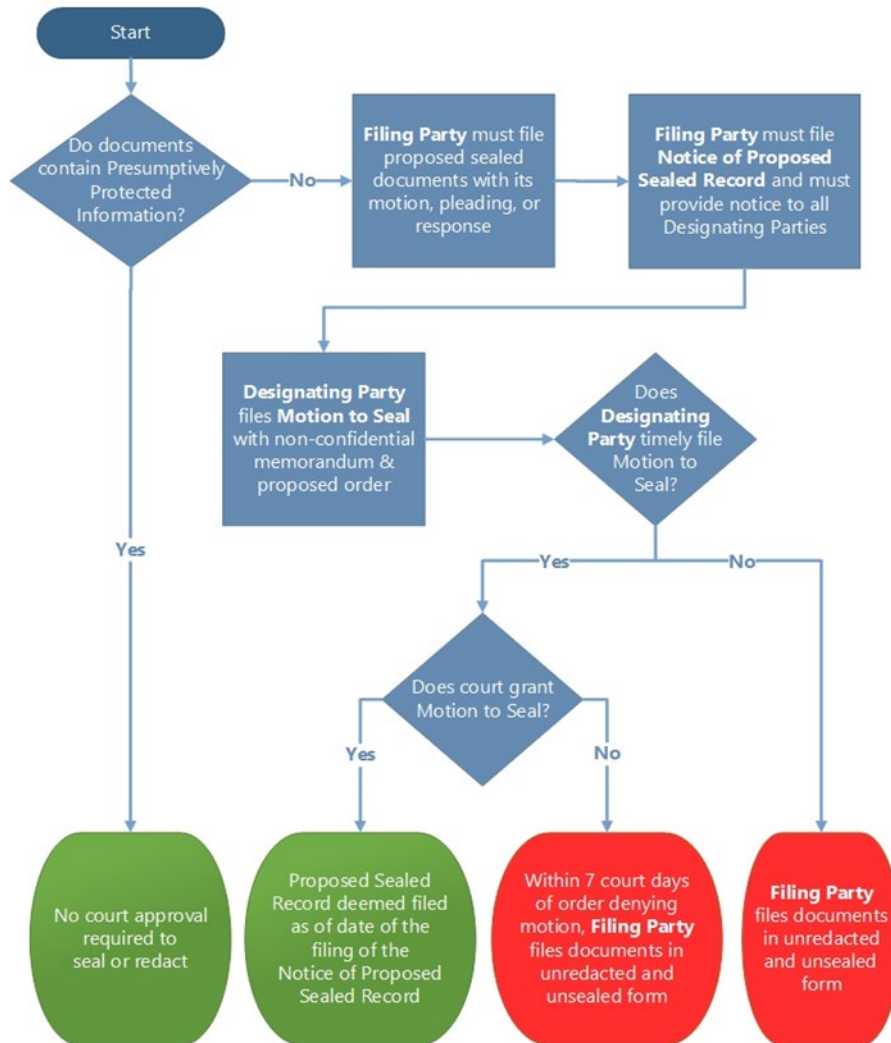 Start
Do documents
contain Presumptively
Protected
Information?
No
Filing Party must file
proposed sealed
documents with its
motion, pleading, or
response
Filing Party must file
Notice of Proposed
Sealed Record and must
provide notice to all
Designating Parties
Designating Party
files Motion to Seal
with non-confidential
memorandum &
proposed order
Does
Designating
Party timely file
Motion to
Seal?
Yes
Yes
No
Does court grant
Motion to Seal?
Yes
No
No court approval
required to
seal or redact
Proposed Sealed
Record deemed filed
as of date of the
filing of the
Notice of Proposed
Sealed Record
Within 7 court days
of order denying
motion, Filing Party
files documents in
unredacted and
unsealed form
Filing Party
files documents
in unredacted
and unsealed
form